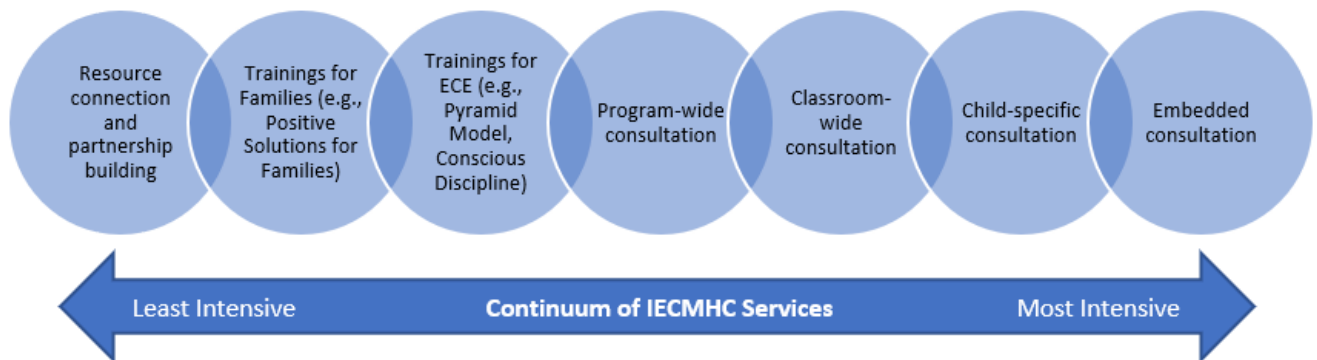 Resource
connection
and
partnership
building
Trainings for
Families (e.g.,
Positive
Solutions for
Families)
Trainings for
ECE (e.g.,
Pyramid
Model,
Conscious
Discipline)
Program-wide
consultation
Classroom-
wide
consultation
Child-specific
consultation
Embedded
consultation
Least Intensive
Continuum of IECMHC Services
Most Intensive